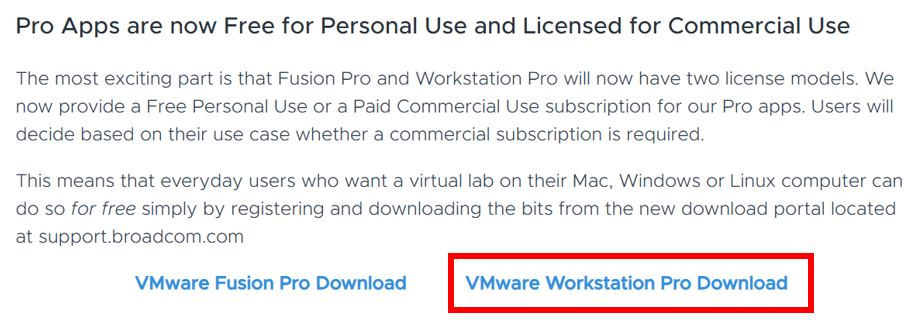 Pro Apps are now Free for Personal Use and Licensed for Commercial Use
The most exciting part is that Fusion Pro and Workstation Pro will now have two license models. We
now provide a Free Personal Use or a Paid Commercial Use subscription for our Pro apps. Users will
decide based on their use case whether a commercial subscription is required.
This means that everyday users who want a virtual lab on their Mac, Windows or Linux computer can
do so for free simply by registering and downloading the bits from the new download portal located
at support.broadcom.com
VMware Fusion Pro Download VMware Workstation Pro Download